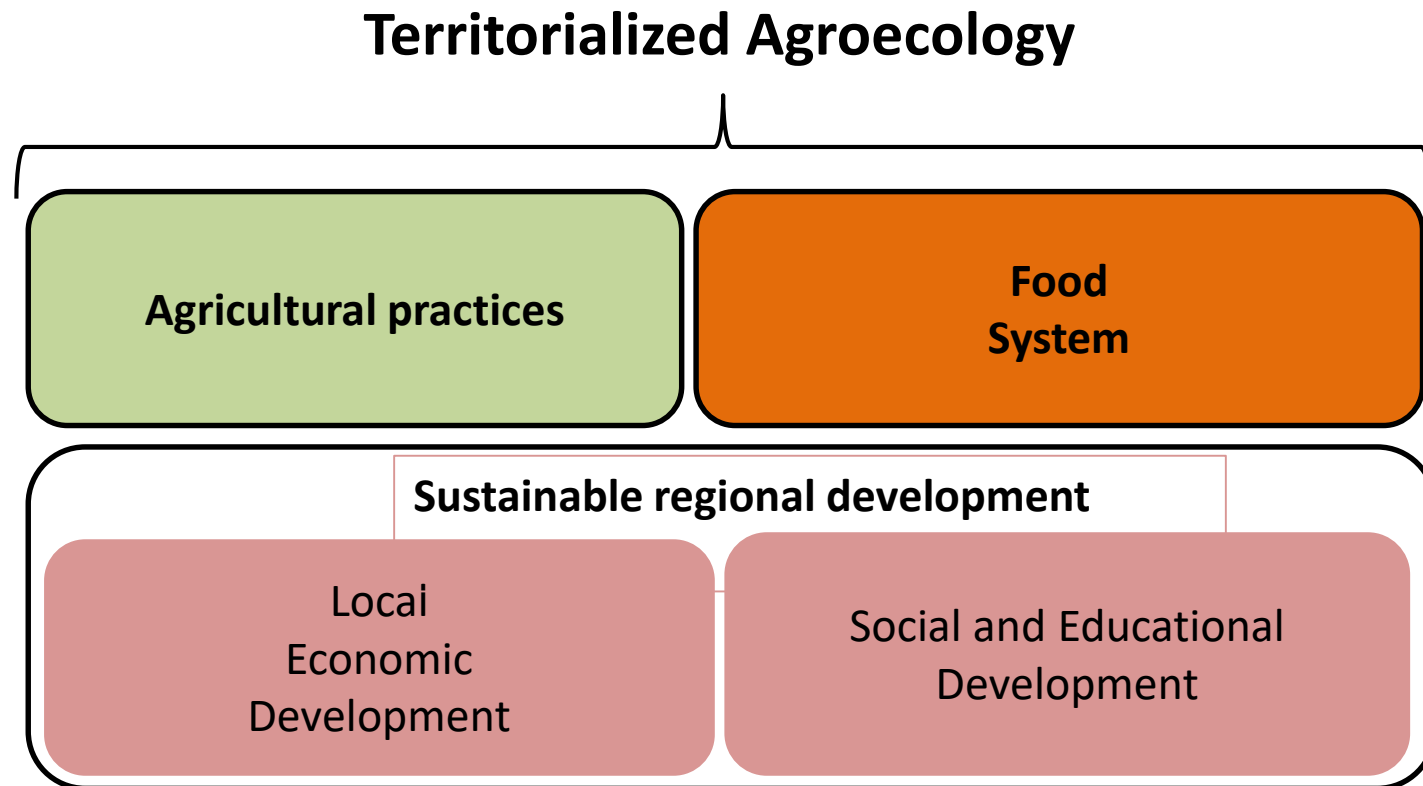 Territorialized Agroecology
Agricultural practices
Food
System
Sustainable regional development
Locai
Economic
Development
Social and Educational
Development